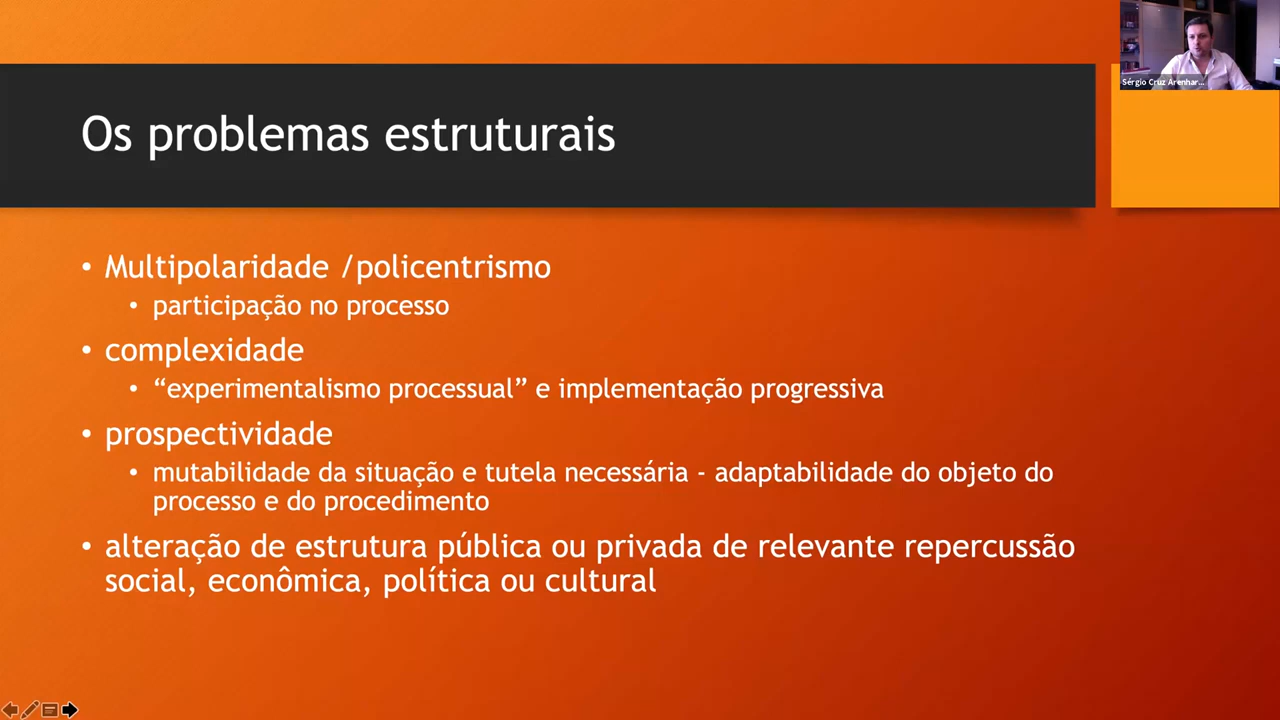 Sérgio Cruz Arenhar...
Os problemas estruturais
• Multipolaridade /policentrismo
• participação no processo
• complexidade
• “experimentalismo processual” e implementação progressiva
• prospectividade
• mutabilidade da situação e tutela necessária - adaptabilidade do objeto do
processo e do procedimento
• alteração de estrutura pública ou privada de relevante repercussão
social, econômica, política ou cultural